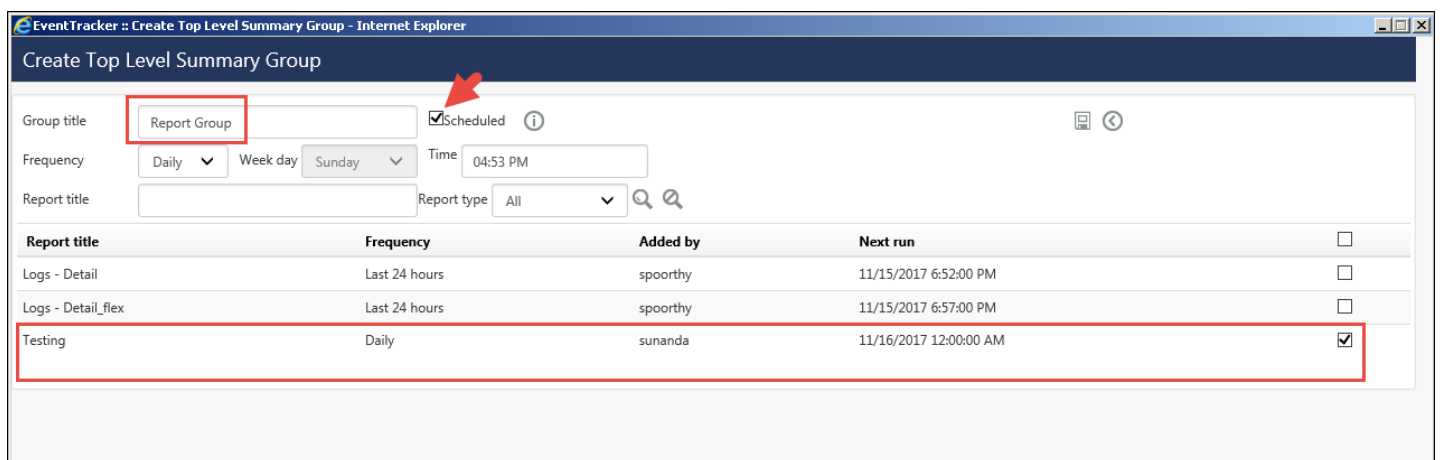 EventTracker :: Create Top Level Summary Group - Internet Explorer
Create Top Level Summary Group
Group title Report Group Scheduled
Frequency Daily Week day Sunday Time 04:53 PM
Report title Report type All
Report title Frequency Added by Next run
Logs - Detail Last 24 hours spoorthy 11/15/2017 6:52:00 PM
Logs - Detail_flex Last 24 hours spoorthy 11/15/2017 6:57:00 PM
Testing Daily sunanda 11/16/2017 12:00:00 AM